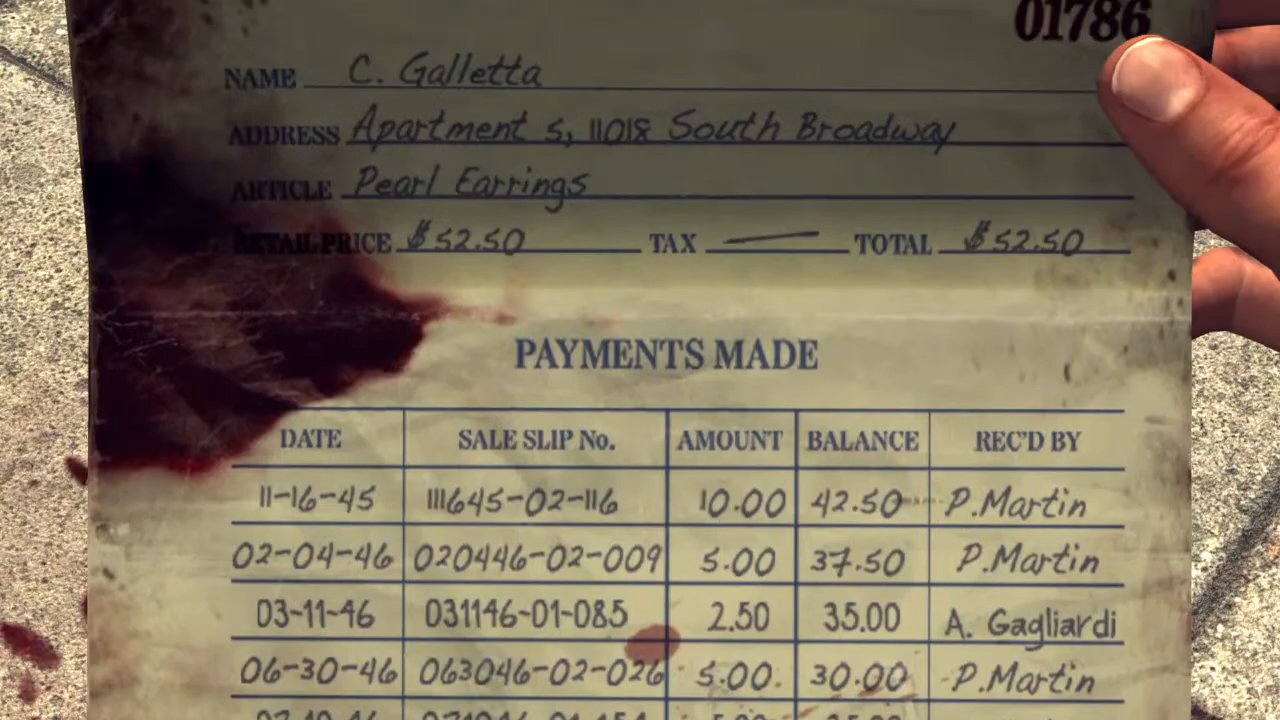 01786
NAME C. Galletta
ADDRESS Apartment 5, 11018 South Broadway
ARTICLE Pearl Earrings
RETAIL PRICE $52.50 TAX — TOTAL $52.50
PAYMENTS MADE
DATE SALE SLIP No. AMOUNT BALANCE REC'D BY
11-16-45 111645-02-116 10.00 42.50 P.Martin
02-04-46 020446-02-009 5.00 37.50 P.Martin
03-11-46 031146-01-085 2.50 35.00 A. Gagliardi
06-30-46 063046-02-026 5.00 30.00 P.Martin